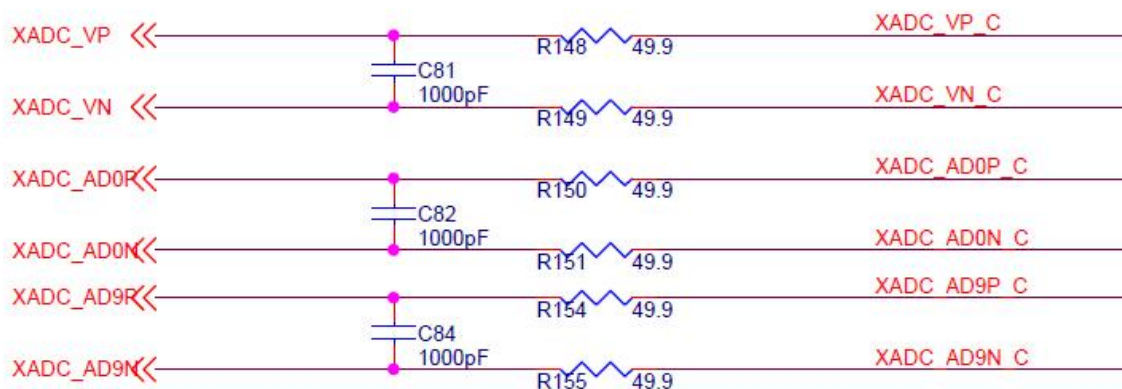 XADC_VP_C
XADC_VP
R148 49.9
C81
1000pF
XADC_VN_C
XADC_VN
R149 49.9
XADC_AD0P_C
XADC_AD0P
R150 49.9
C82
1000pF
XADC_AD0N_C
XADC_AD0N
R151 49.9
XADC_AD9P_C
XADC_AD9P
R154 49.9
C84
1000pF
XADC_AD9N_C
XADC_AD9N
R155 49.9